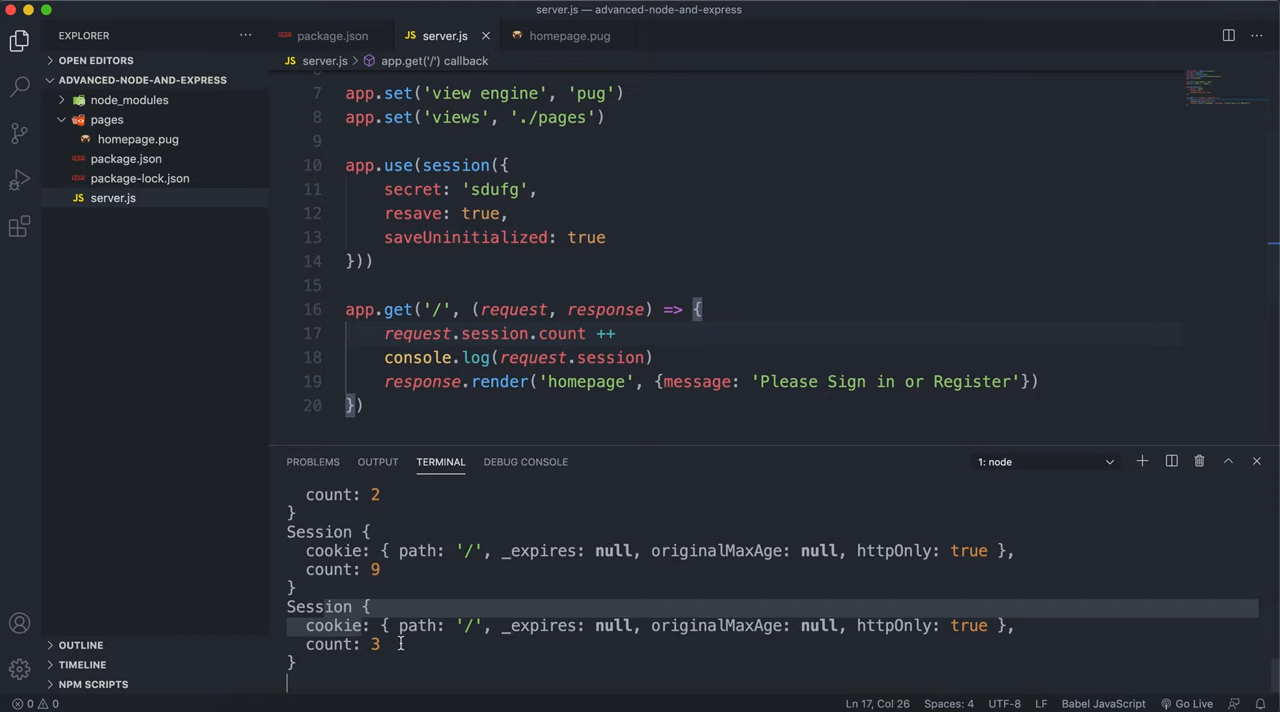 server.js — advanced-node-and-express
EXPLORER
package.json
JS server.js
homepage.pug
OPEN EDITORS
JS server.js > app.get('/') callback
ADVANCED-NODE-AND-EXPRESS
node_modules
pages
homepage.pug
package.json
package-lock.json
JS server.js
7 app.set('view engine', 'pug')
8 app.set('views', './pages')
9
10 app.use(session({
11 secret: 'sdufg',
12 resave: true,
13 saveUninitialized: true
14 }))
15
16 app.get('/', (request, response) => {
17 request.session.count ++
18 console.log(request.session)
19 response.render('homepage', {message: 'Please Sign in or Register'})
20 })
PROBLEMS OUTPUT TERMINAL DEBUG CONSOLE 1: node
count: 2
}
Session {
cookie: { path: '/', _expires: null, originalMaxAge: null, httpOnly: true },
count: 9
}
Session {
cookie: { path: '/', _expires: null, originalMaxAge: null, httpOnly: true },
count: 3
}
OUTLINE
TIMELINE
NPM SCRIPTS
0 0 Ln 17, Col 26 Spaces: 4 UTF-8 LF Babel JavaScript Go Live